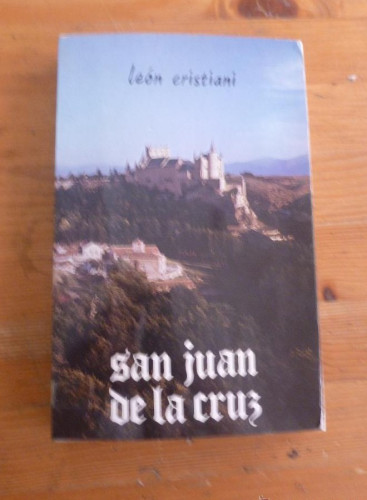 león cristiani
san juan
de la cruz